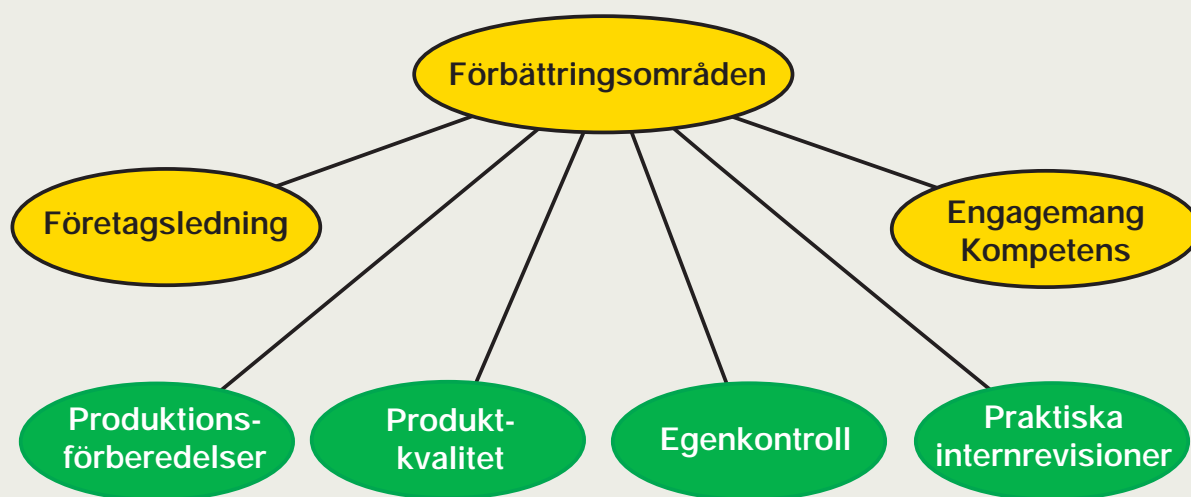 Förbättringsområden
Företagsledning
Engagemang
Kompetens
Produktions-
förberedelser
Produkt-
kvalitet
Egenkontroll
Praktiska
internrevisioner